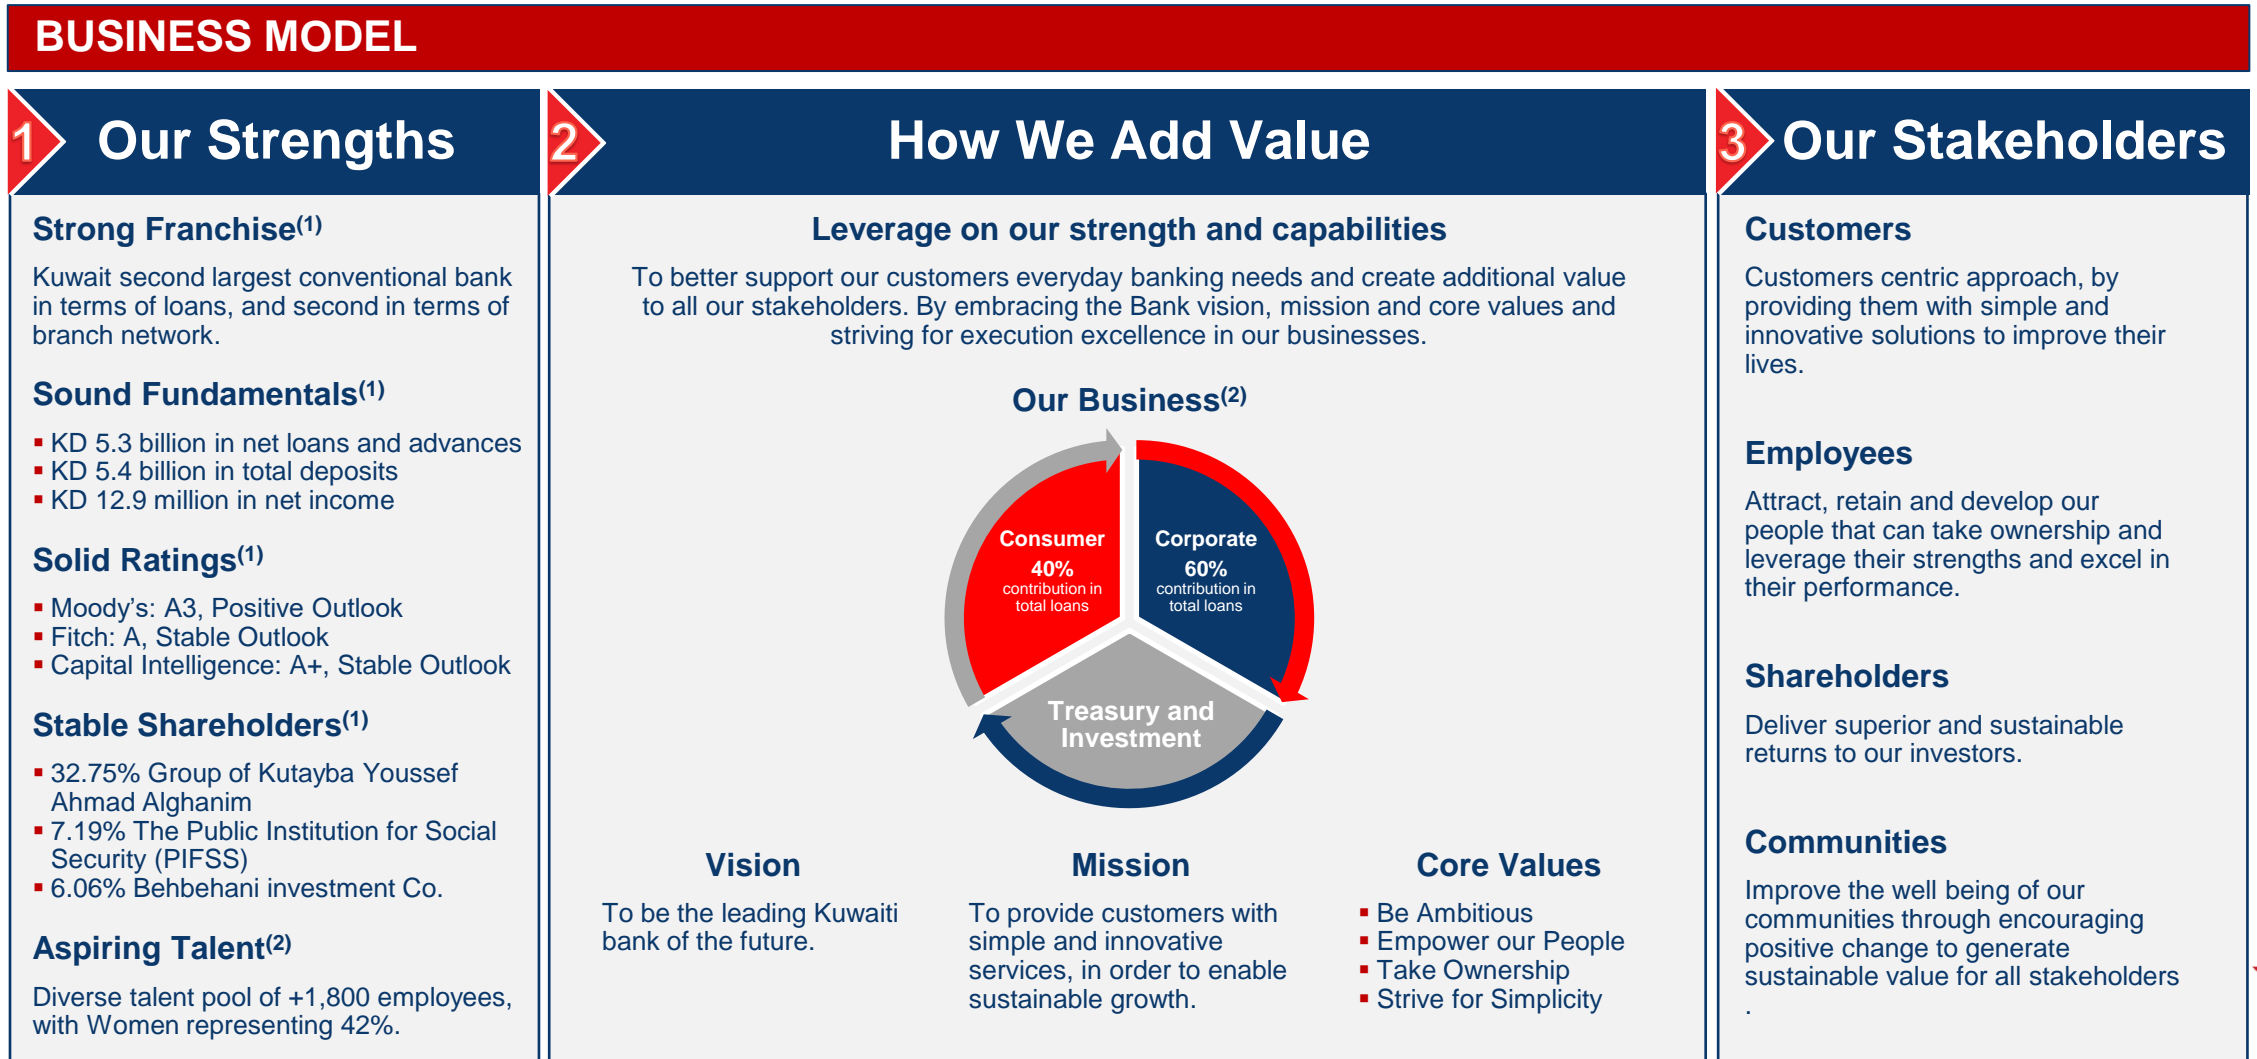 BUSINESS MODEL
1
Our Strengths
Strong Franchise(1)
Kuwait second largest conventional bank
in terms of loans, and second in terms of
branch network.
Sound Fundamentals(1)
▪ KD 5.3 billion in net loans and advances
▪ KD 5.4 billion in total deposits
▪ KD 12.9 million in net income
Solid Ratings(1)
▪ Moody’s: A3, Positive Outlook
▪ Fitch: A, Stable Outlook
▪ Capital Intelligence: A+, Stable Outlook
Stable Shareholders(1)
▪ 32.75% Group of Kutayba Youssef
Ahmad Alghanim
▪ 7.19% The Public Institution for Social
Security (PIFSS)
▪ 6.06% Behbehani investment Co.
Aspiring Talent(2)
Diverse talent pool of +1,800 employees,
with Women representing 42%.
2
How We Add Value
Leverage on our strength and capabilities
To better support our customers everyday banking needs and create additional value
to all our stakeholders. By embracing the Bank vision, mission and core values and
striving for execution excellence in our businesses.
Our Business(2)
Consumer
40%
contribution in
total loans
Corporate
60%
contribution in
total loans
Treasury and
Investment
Vision
To be the leading Kuwaiti
bank of the future.
Mission
To provide customers with
simple and innovative
services, in order to enable
sustainable growth.
Core Values
▪ Be Ambitious
▪ Empower our People
▪ Take Ownership
▪ Strive for Simplicity
3
Our Stakeholders
Customers
Customers centric approach, by
providing them with simple and
innovative solutions to improve their
lives.
Employees
Attract, retain and develop our
people that can take ownership and
leverage their strengths and excel in
their performance.
Shareholders
Deliver superior and sustainable
returns to our investors.
Communities
Improve the well being of our
communities through encouraging
positive change to generate
sustainable value for all stakeholders
.